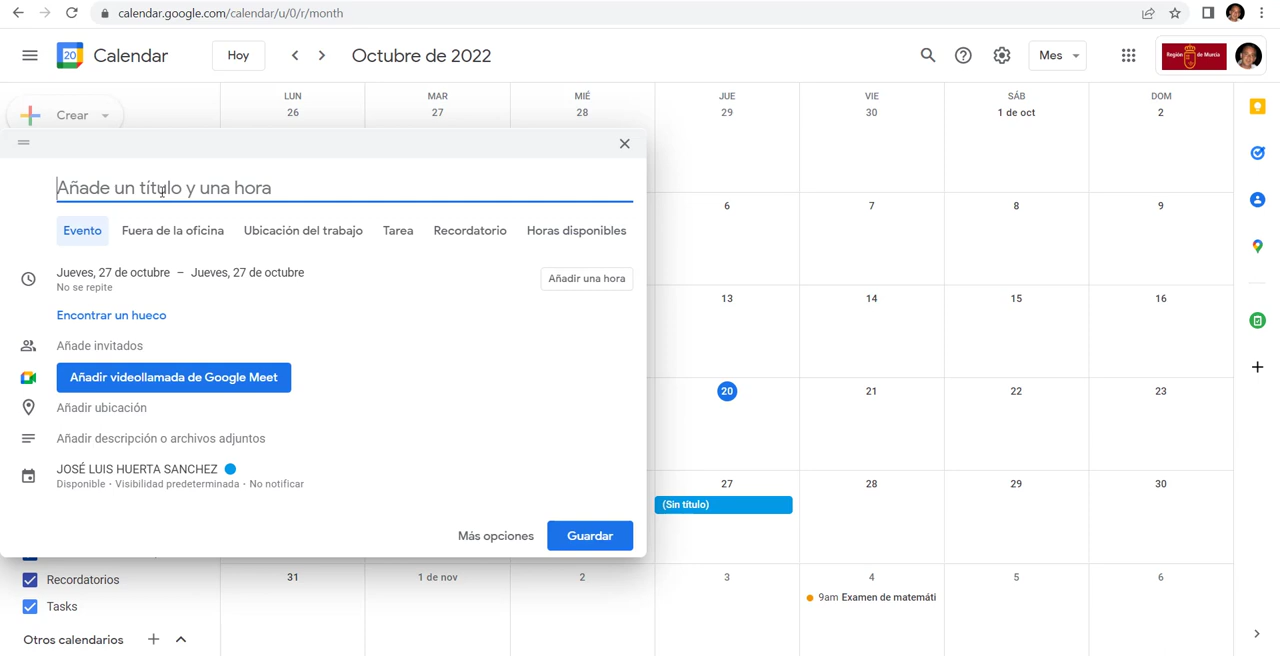 calendar.google.com/calendar/u/0/r/month
20 Calendar Hoy Octubre de 2022 Mes Región de Murcia
Crear
LUN MAR MIÉ JUE VIE SÁB DOM
26 27 28 29 30 1 de oct 2
Añade un título y una hora
Evento Fuera de la oficina Ubicación del trabajo Tarea Recordatorio Horas disponibles
Jueves, 27 de octubre – Jueves, 27 de octubre Añadir una hora
No se repite
Encontrar un hueco
Añade invitados
Añadir videollamada de Google Meet
Añadir ubicación
Añadir descripción o archivos adjuntos
JOSÉ LUIS HUERTA SANCHEZ
Disponible · Visibilidad predeterminada · No notificar
Más opciones Guardar
6 7 8 9
13 14 15 16
20 21 22 23
27 28 29 30
(Sin título)
31 1 de nov 2 3 4 5 6
9am Examen de matemáti
Recordatorios
Tasks
Otros calendarios